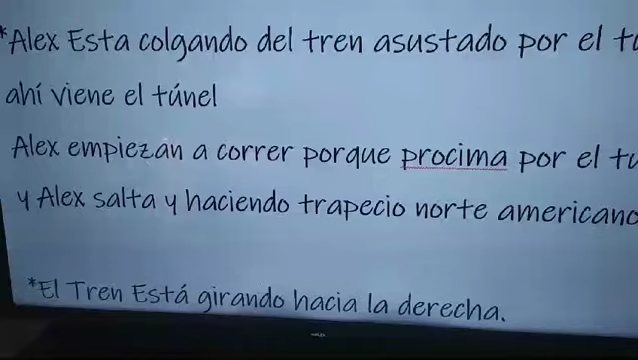 *Alex Esta colgando del tren asustado por el
ahí viene el túnel
Alex empiezan a correr porque procima por el
y Alex salta y haciendo trapecio norte americano
*El Tren Está girando hacia la derecha.